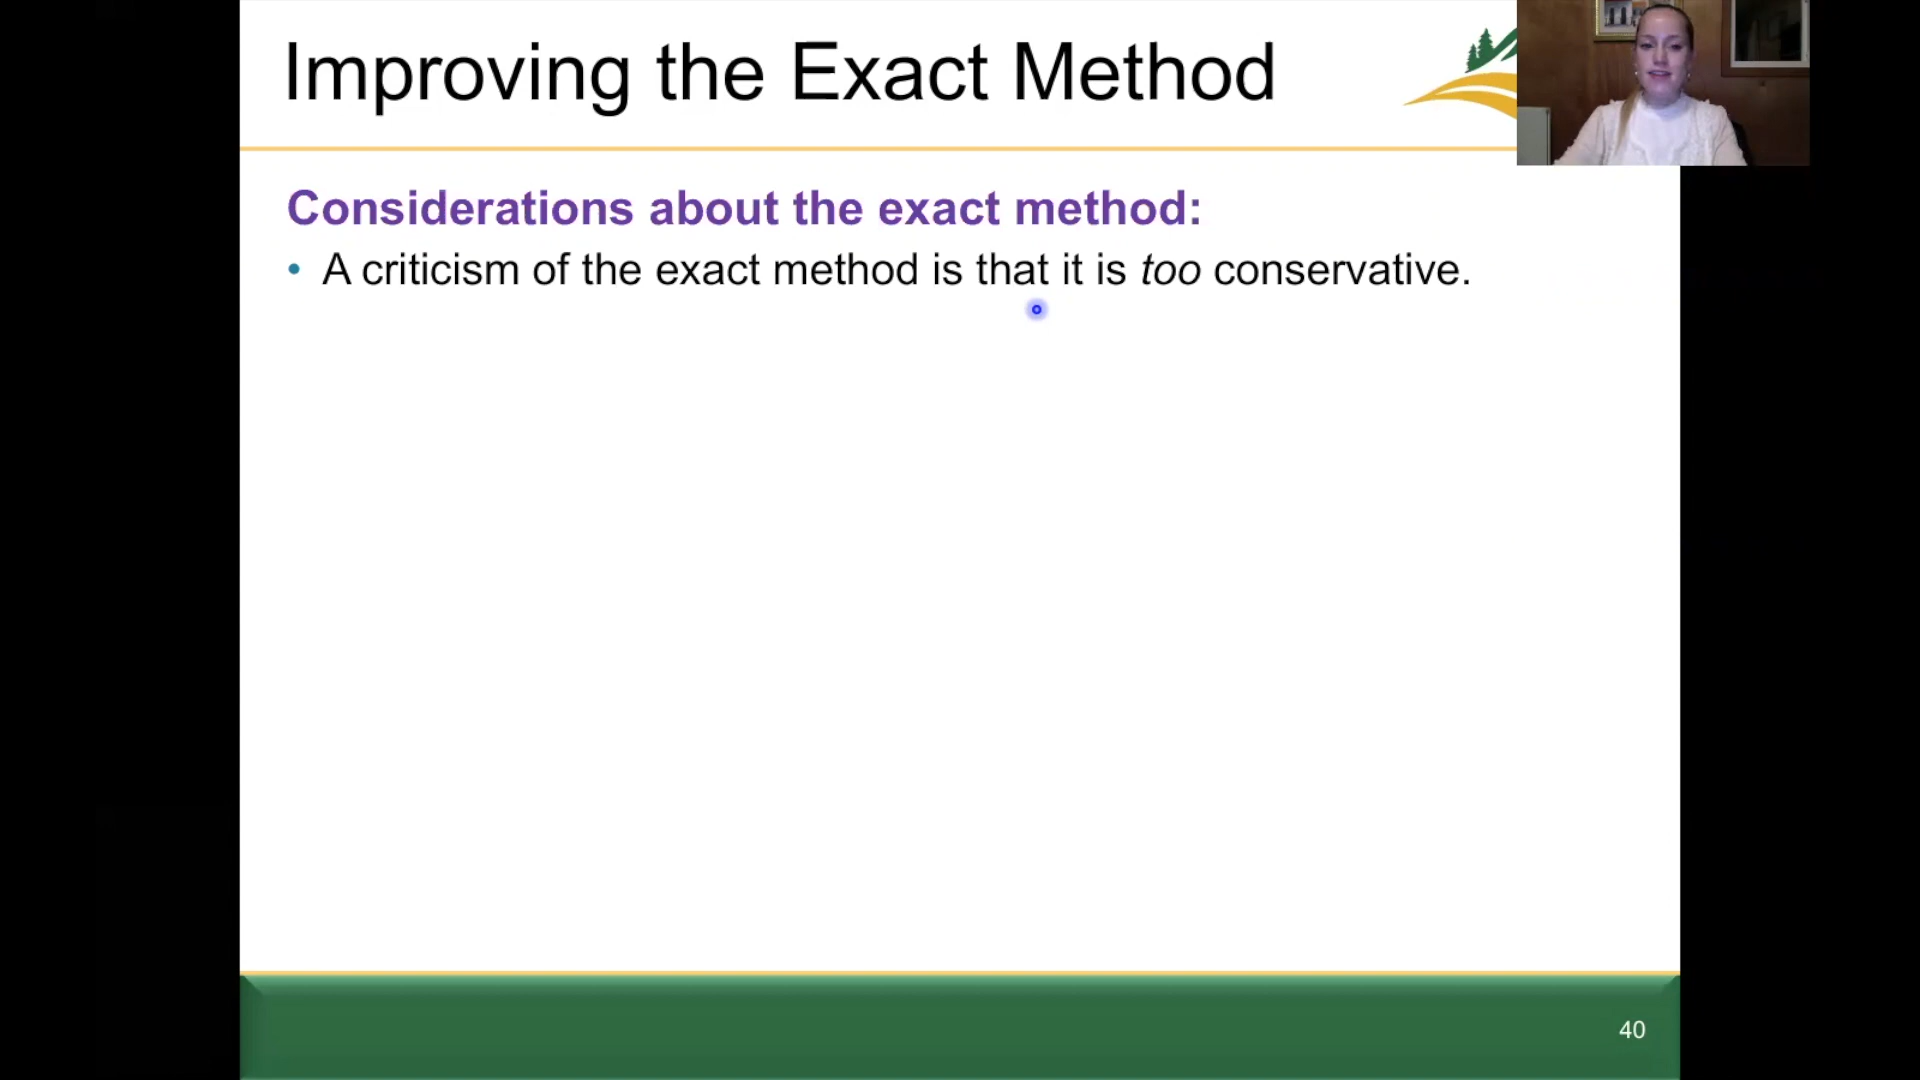 Improving the Exact Method
Considerations about the exact method:
• A criticism of the exact method is that it is too conservative.
40